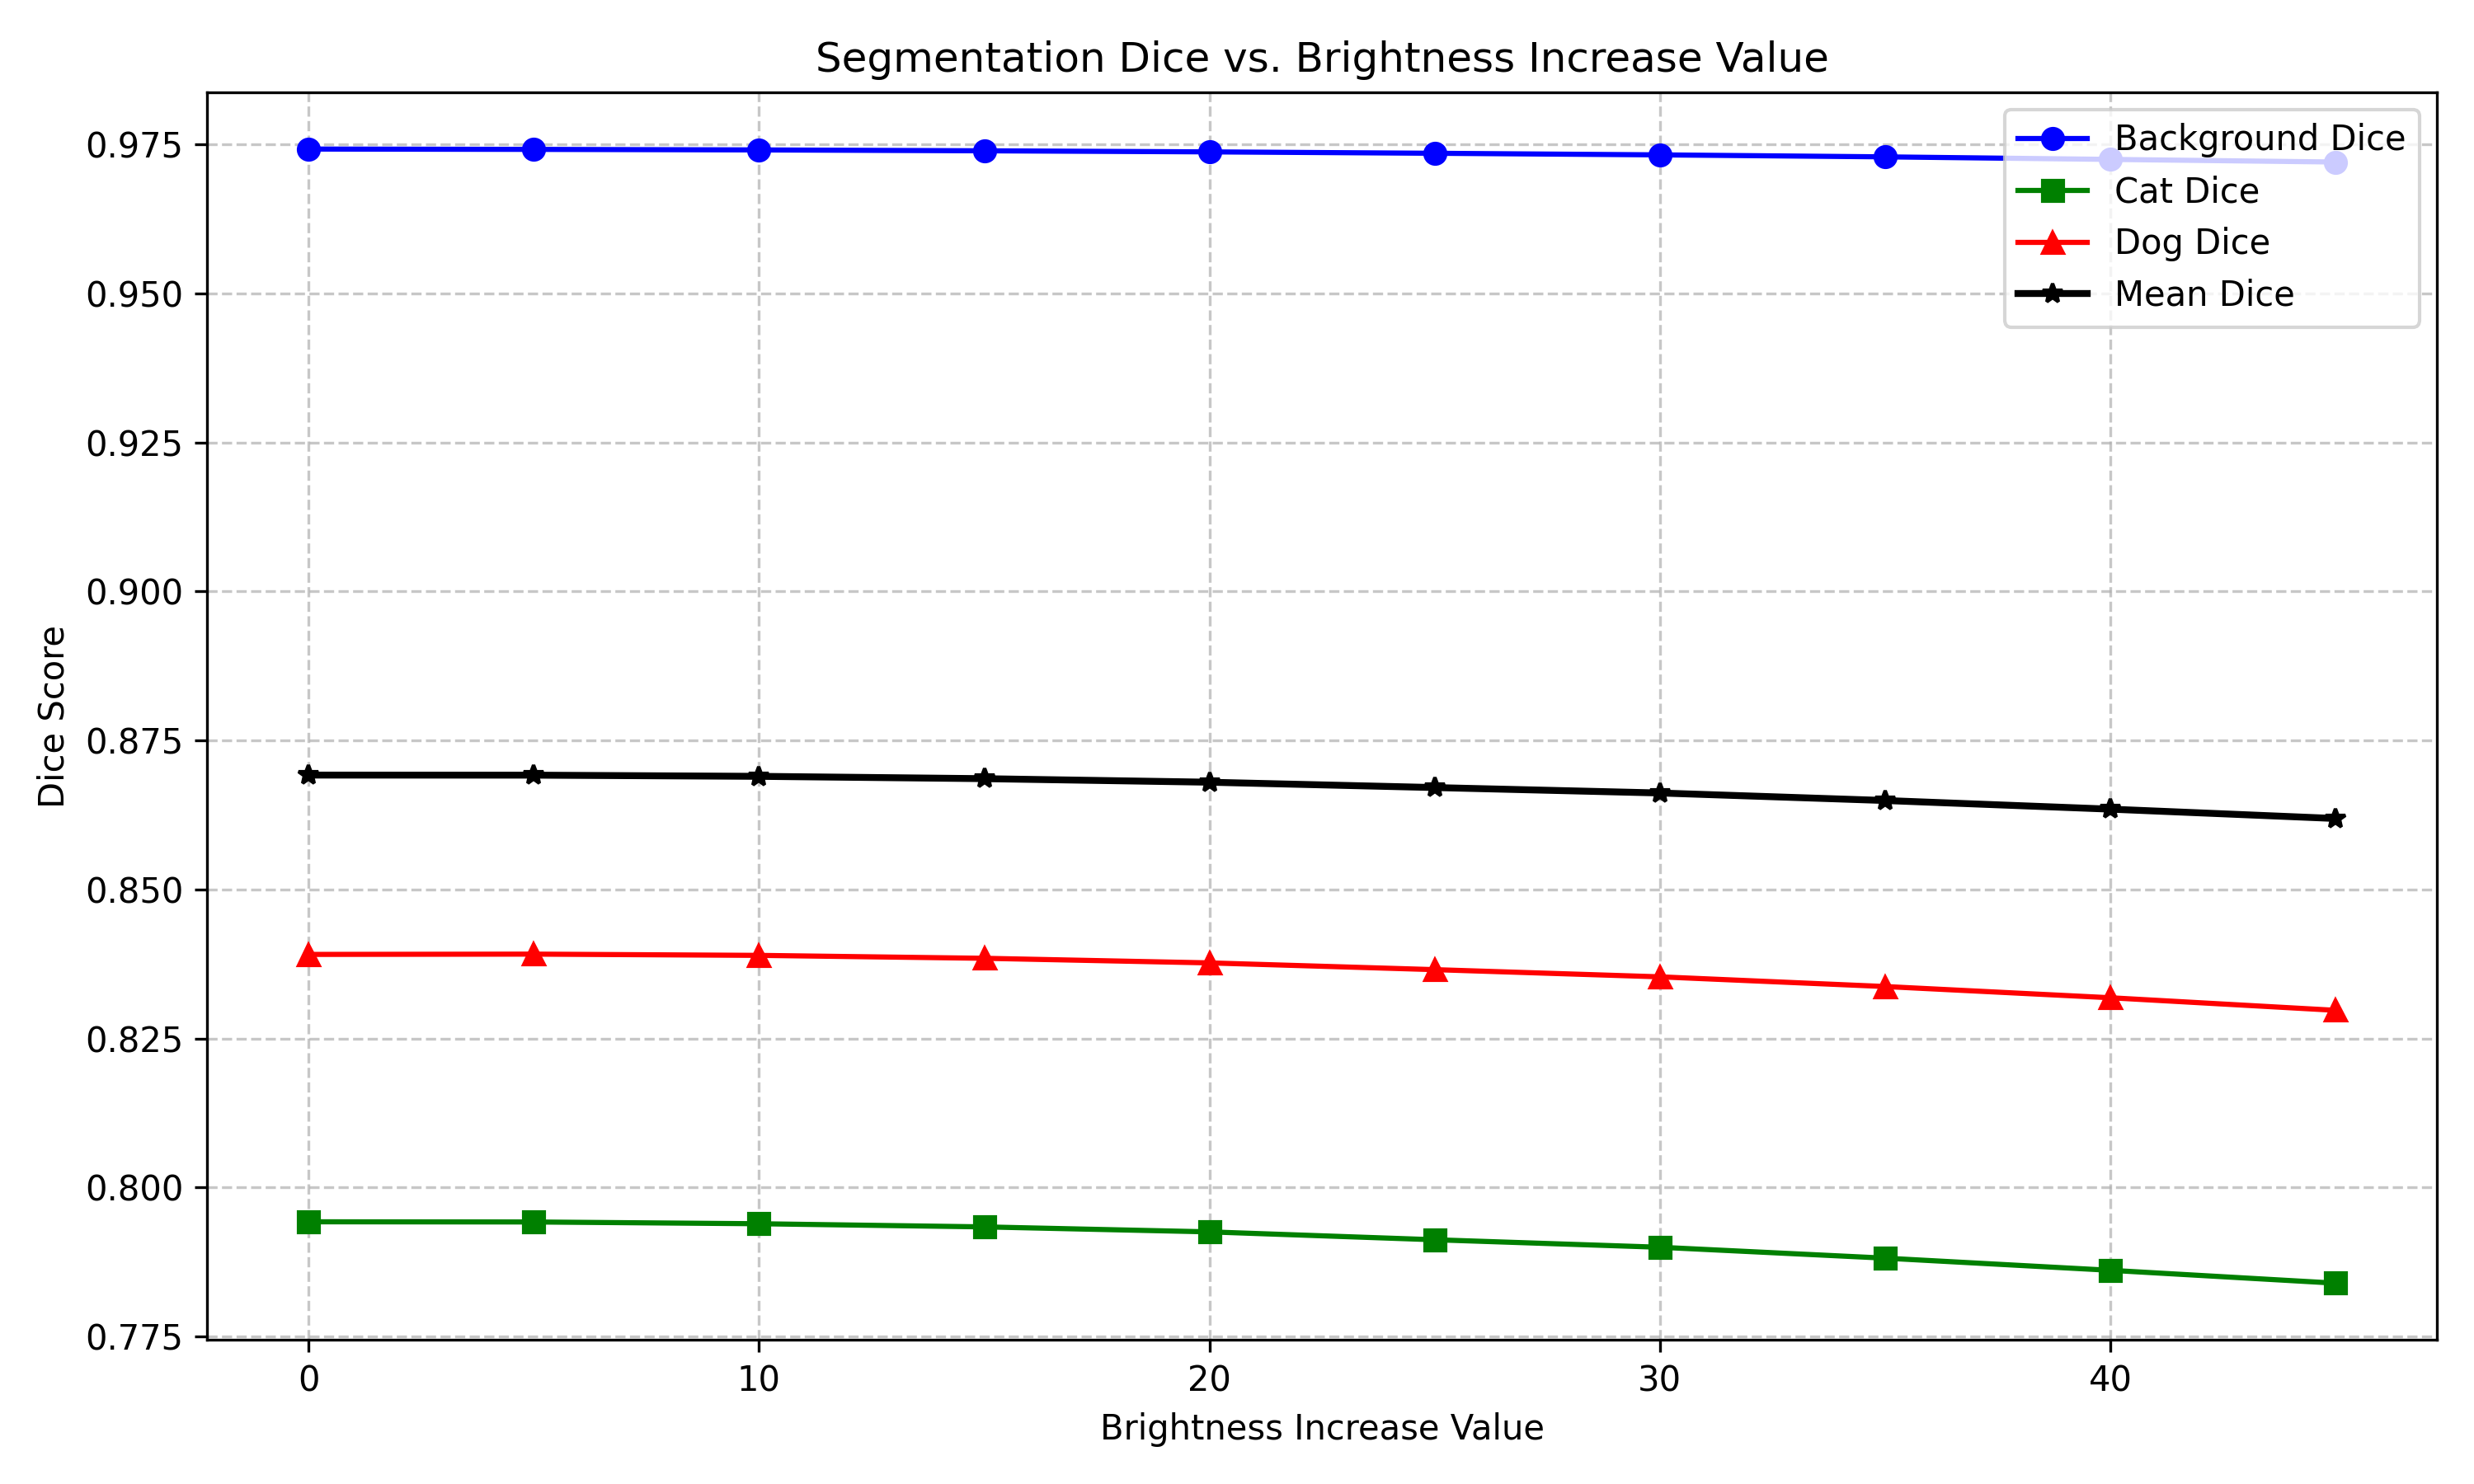 Segmentation Dice vs. Brightness Increase Value
Background Dice
Cat Dice
Dog Dice
Mean Dice
Dice Score
0.975
0.950
0.925
0.900
0.875
0.850
0.825
0.800
0.775
0 10 20 30 40
Brightness Increase Value